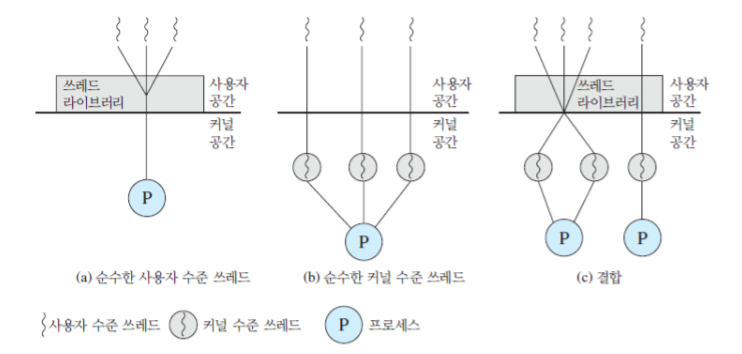 쓰레드
라이브러리
사용자
공간
커널
공간
P
(a) 순수한 사용자 수준 쓰레드
사용자
공간
커널
공간
P
(b) 순수한 커널 수준 쓰레드
쓰레드
라이브러리
사용자
공간
커널
공간
P
P
(c) 결합
사용자 수준 쓰레드
커널 수준 쓰레드
P
프로세스